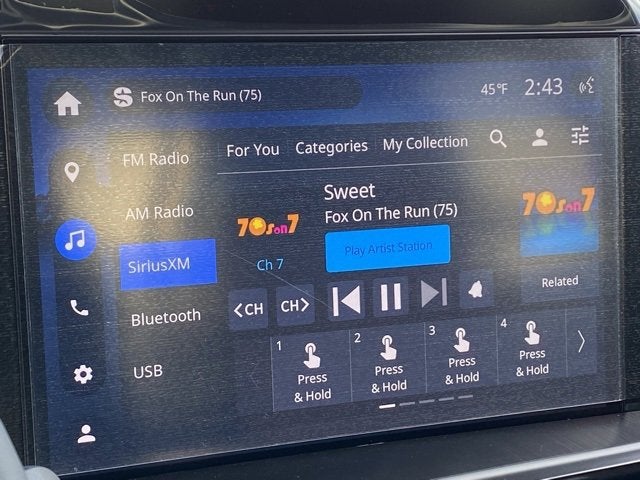 Fox On The Run (75)
45°F 2:43
FM Radio
AM Radio
SiriusXM
Bluetooth
USB
For You Categories My Collection
70s on 7
Ch 7
Sweet
Fox On The Run (75)
Play Artist Station
70s on 7
Related
<CH CH>
1 Press & Hold
2 Press & Hold
3 Press & Hold
4 Press & Hold